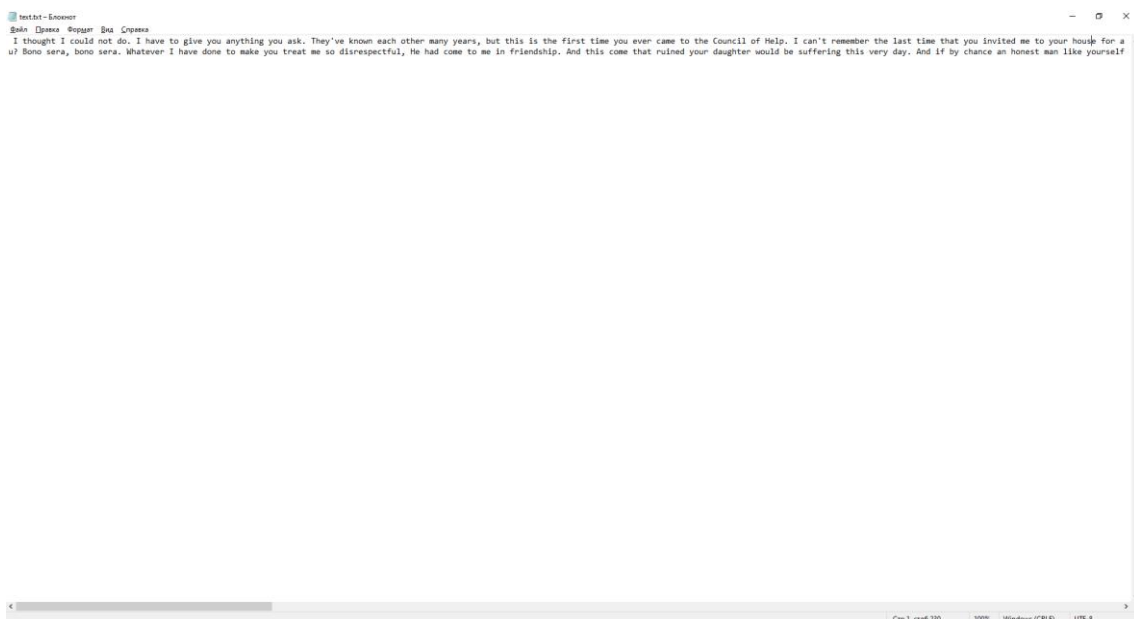 text.txt – Блокнот
Файл Правка Формат Вид Справка
I thought I could not do. I have to give you anything you ask. They've known each other many years, but this is the first time you ever came to the Council of Help. I can't remember the last time that you invited me to your house for a
u? Bono sera, bono sera. Whatever I have done to make you treat me so disrespectful, He had come to me in friendship. And this come that ruined your daughter would be suffering this very day. And if by chance an honest man like yourself
100% Windows (CRLF) UTF-8